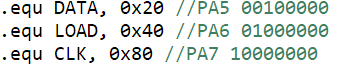 .equ DATA, 0x20 //PA5 00100000
.equ LOAD, 0x40 //PA6 01000000
.equ CLK, 0x80 //PA7 10000000